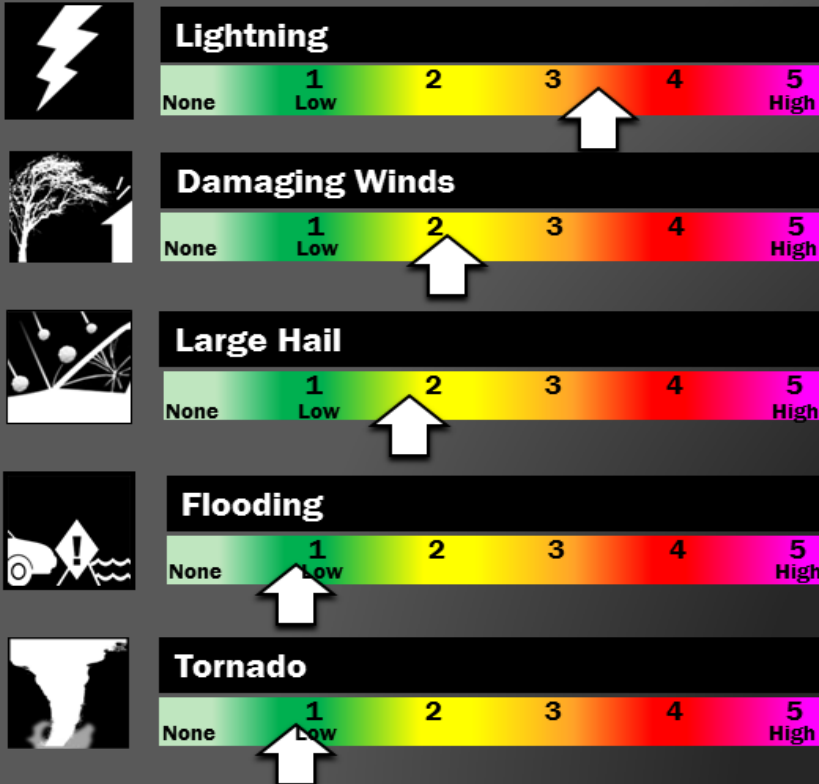 Lightning
1 2 3 4 5
None Low High
Damaging Winds
1 2 3 4 5
None Low High
Large Hail
1 2 3 4 5
None Low High
!
Flooding
1 2 3 4 5
None Low High
Tornado
1 2 3 4 5
None Low High